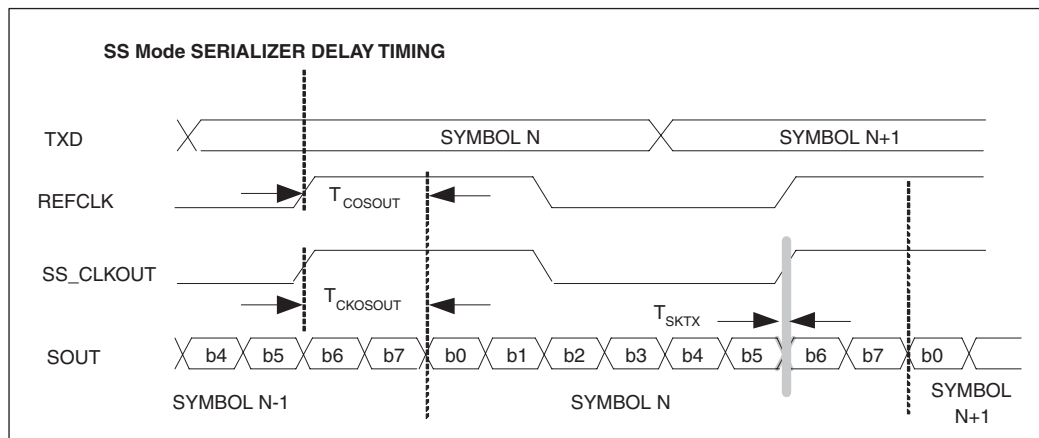 SS Mode SERIALIZER DELAY TIMING
TXD
SYMBOL N
SYMBOL N+1
REFCLK
TCOSOUT
SS_CLKOUT
TCKOSOUT
TSKTX
SOUT
b4 b5 b6 b7 b0 b1 b2 b3 b4 b5 b6 b7 b0
SYMBOL N-1
SYMBOL N
SYMBOL
N+1